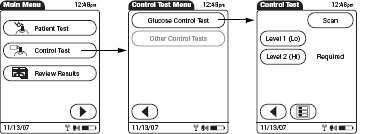 Main Menu 12:48pm
Patient Test
Control Test
Review Results
11/13/07
Control Test Menu 12:48pm
Glucose Control Test
Other Control Tests
11/13/07
Control Test 12:48pm
Scan
Level 1 (Lo)
Level 2 (Hi) Required
11/13/07